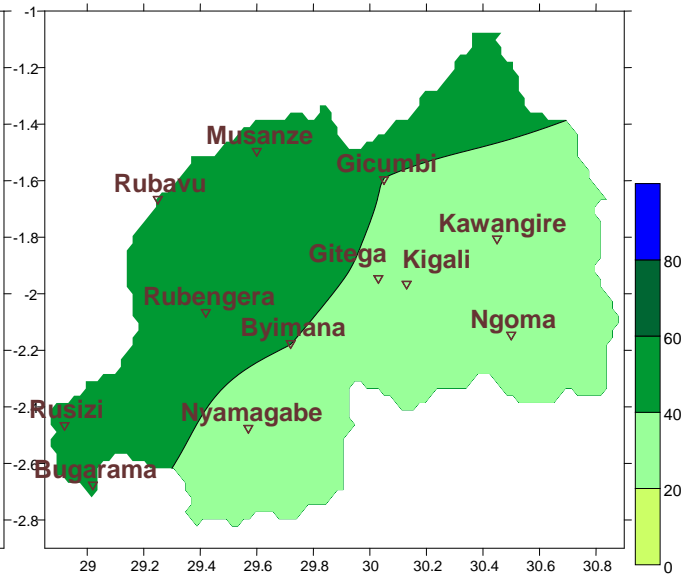 -1
-1.2
-1.4
-1.6
-1.8
-2
-2.2
-2.4
-2.6
-2.8
Musanze
Gicumbi
Rubavu
Kawangire
Gitega
Kigali
Rubengera
Ngoma
Byimana
Rusizi
Nyamagabe
Bugarama
80
60
40
20
0
29 29.2 29.4 29.6 29.8 30 30.2 30.4 30.6 30.8